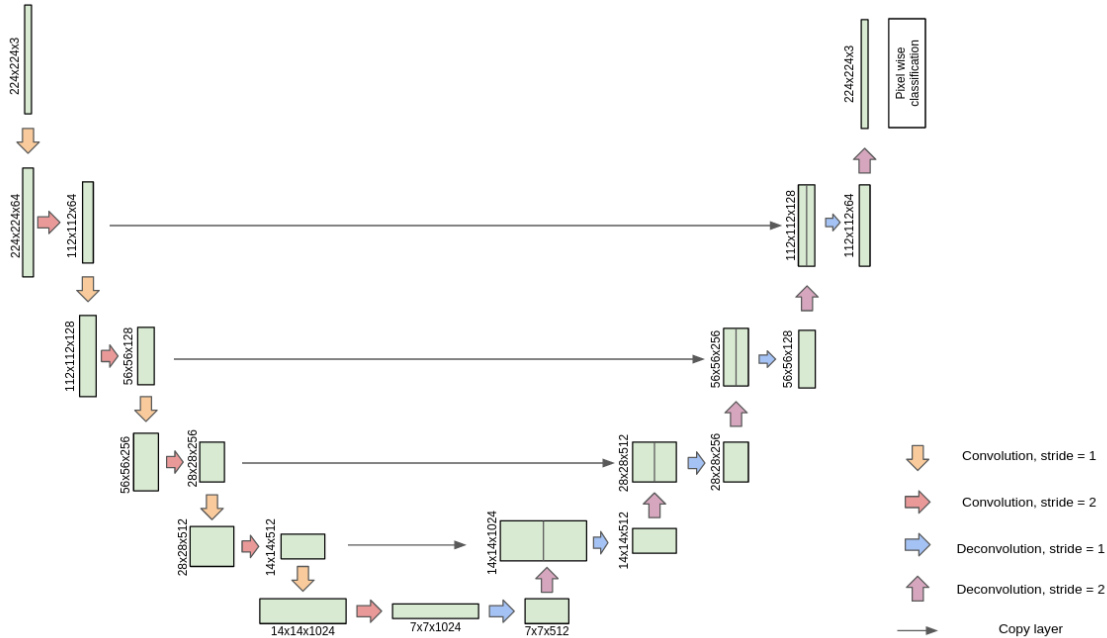 224x224x3
224x224x64
112x112x64
112x112x128
56x56x128
56x56x256
28x28x256
28x28x512
14x14x512
14x14x1024
7x7x1024
7x7x512
14x14x1024
14x14x512
28x28x512
28x28x256
56x56x256
56x56x128
112x112x128
112x112x64
224x224x3
Pixel wise
classification
Convolution, stride = 1
Convolution, stride = 2
Deconvolution, stride = 1
Deconvolution, stride = 2
Copy layer